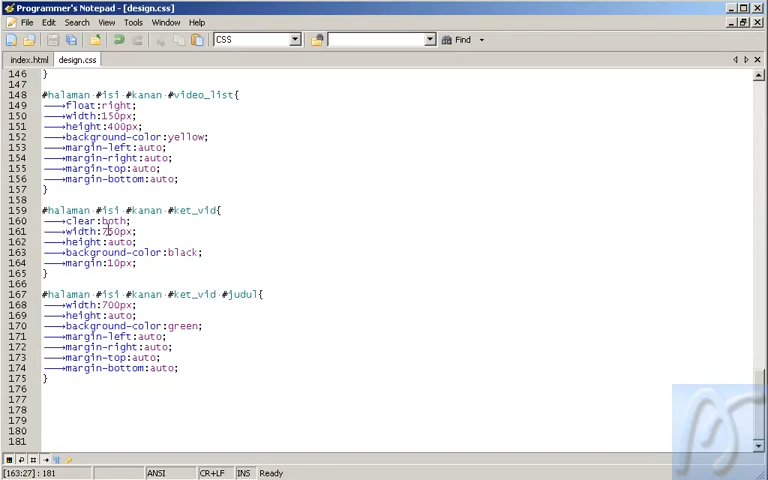 Programmer's Notepad - [design.css]
File Edit Search View Tools Window Help
CSS Find
index.html design.css
146 }
147
148 #halaman #isi #kanan #video_list{
149 float:right;
150 width:150px;
151 height:400px;
152 background-color:yellow;
153 margin-left:auto;
154 margin-right:auto;
155 margin-top:auto;
156 margin-bottom:auto;
157 }
158
159 #halaman #isi #kanan #ket_vid{
160 clear:both;
161 width:750px;
162 height:auto;
163 background-color:black;
164 margin:10px;
165 }
166
167 #halaman #isi #kanan #ket_vid #judul{
168 width:700px;
169 height:auto;
170 background-color:green;
171 margin-left:auto;
172 margin-right:auto;
173 margin-top:auto;
174 margin-bottom:auto;
175 }
176
177
178
179
180
181
[163:27] : 181 ANSI CR+LF INS Ready